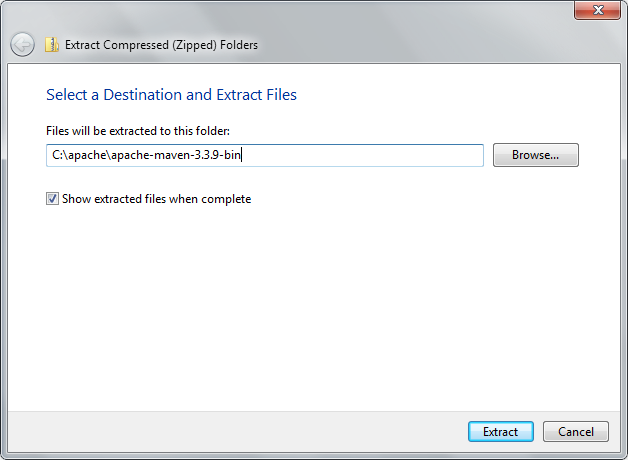 Extract Compressed (Zipped) Folders
Select a Destination and Extract Files
Files will be extracted to this folder:
C:\apache\apache-maven-3.3.9-bin
Browse...
Show extracted files when complete
Extract
Cancel